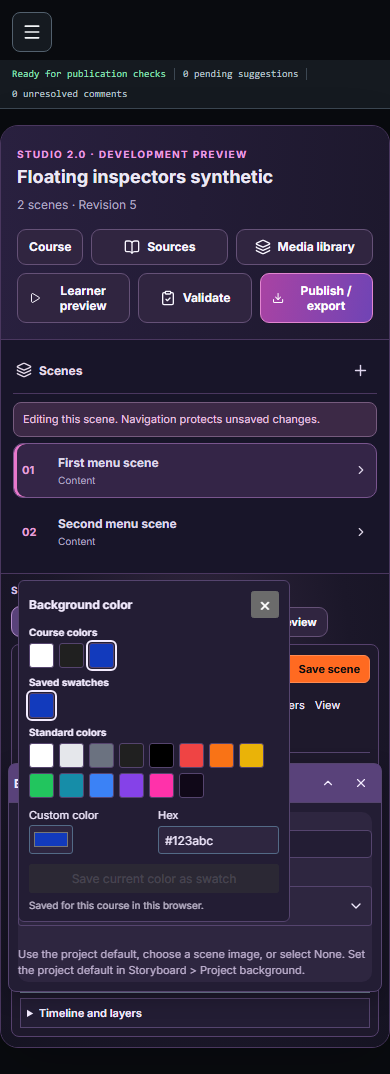 Ready for publication checks
0 pending suggestions
0 unresolved comments
STUDIO 2.0 · DEVELOPMENT PREVIEW
Floating inspectors synthetic
2 scenes · Revision 5
Course
Sources
Media library
Learner preview
Validate
Publish / export
Scenes
Editing this scene. Navigation protects unsaved changes.
01
First menu scene
Content
02
Second menu scene
Content
Background color
×
Course colors
Saved swatches
Standard colors
Custom color
Hex
#123abc
Save current color as swatch
Saved for this course in this browser.
Save scene
View
Use the project default, choose a scene image, or select None. Set
the project default in Storyboard > Project background.
Timeline and layers